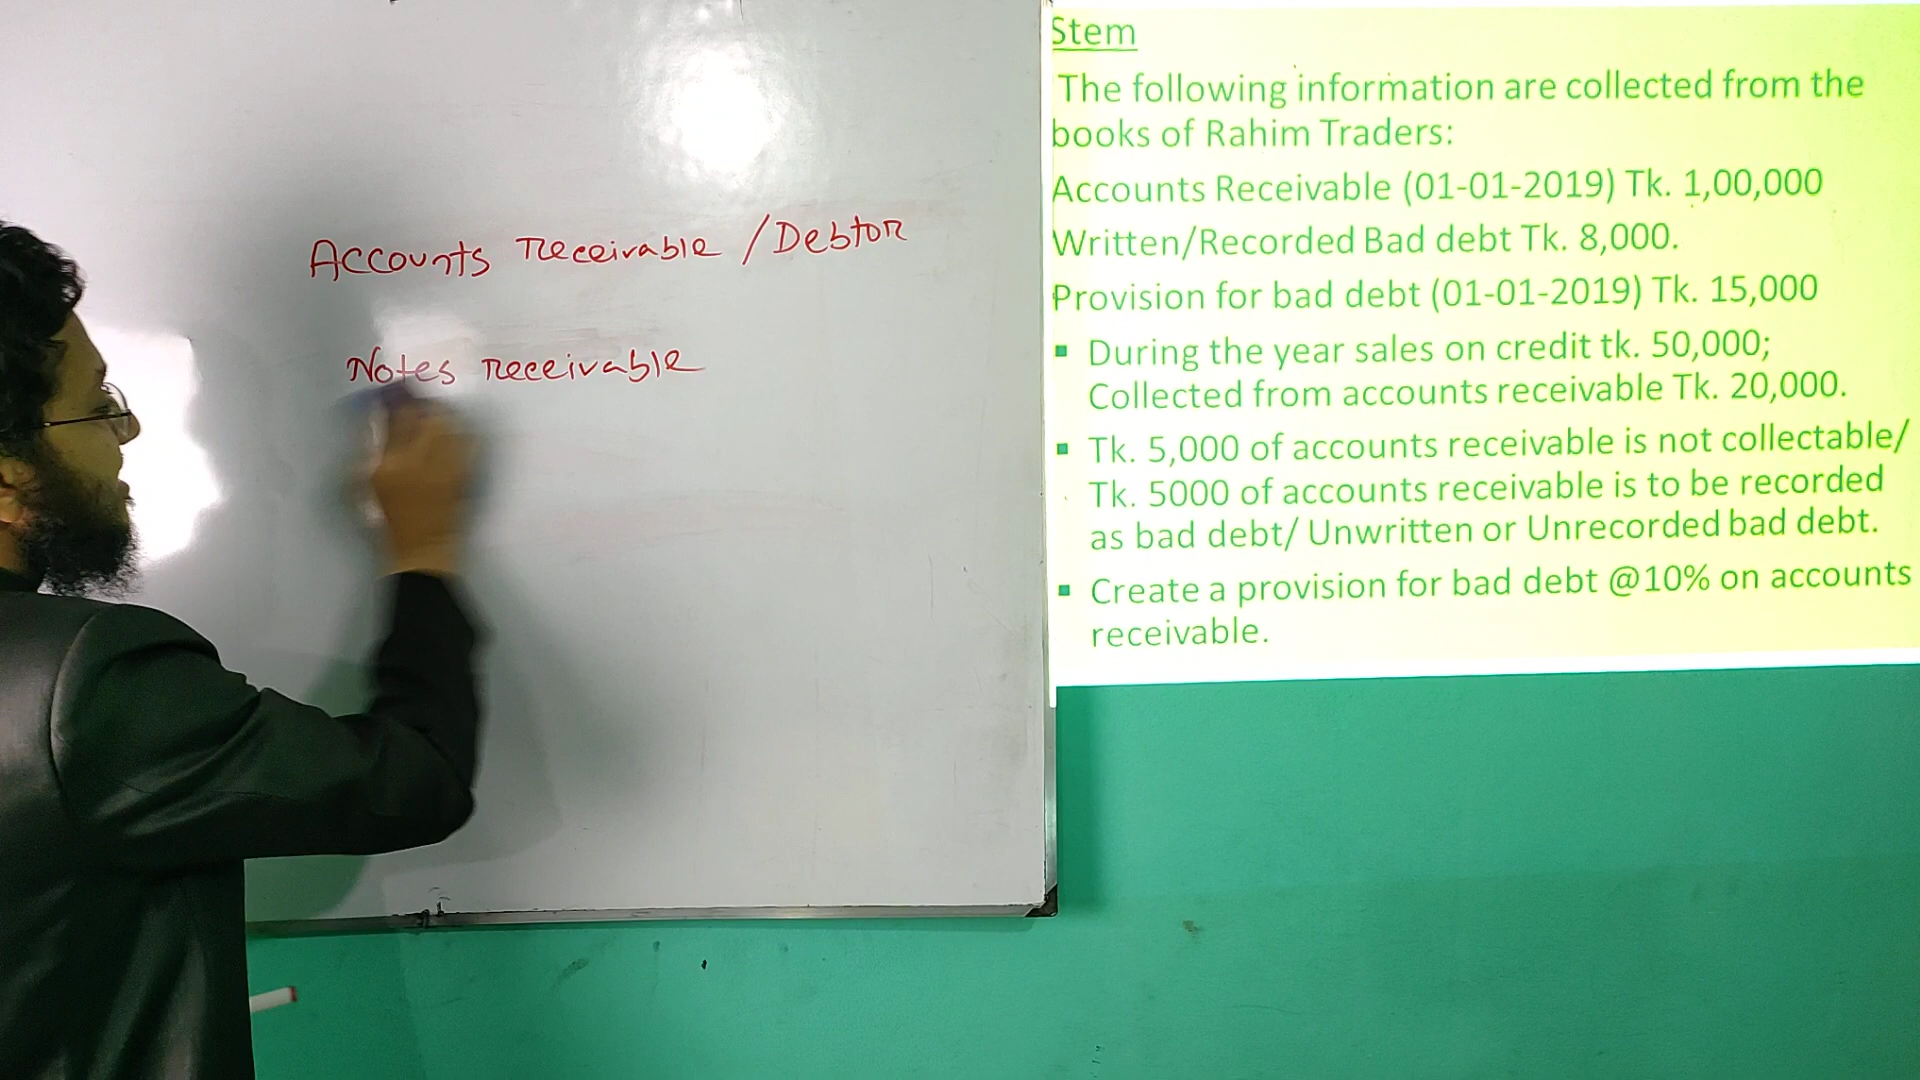 Accounts receivable / Debtor
Notes receivable
Stem
The following information are collected from the
books of Rahim Traders:
Accounts Receivable (01-01-2019) Tk. 1,00,000
Written/Recorded Bad debt Tk. 8,000.
Provision for bad debt (01-01-2019) Tk. 15,000
▪ During the year sales on credit tk. 50,000;
Collected from accounts receivable Tk. 20,000.
▪ Tk. 5,000 of accounts receivable is not collectable/
Tk. 5000 of accounts receivable is to be recorded
as bad debt/ Unwritten or Unrecorded bad debt.
▪ Create a provision for bad debt @10% on accounts
receivable.